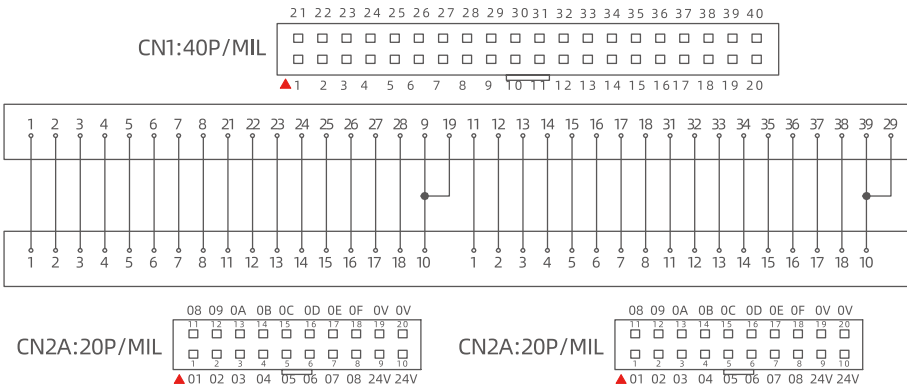 21 22 23 24 25 26 27 28 29 30 31 32 33 34 35 36 37 38 39 40
CN1:40P/MIL
1 2 3 4 5 6 7 8 9 10 11 12 13 14 15 16 17 18 19 20
1 2 3 4 5 6 7 8 21 22 23 24 25 26 27 28 9 19 11 12 13 14 15 16 17 18 31 32 33 34 35 36 37 38 39 29
1 2 3 4 5 6 7 8 11 12 13 14 15 16 17 18 10 1 2 3 4 5 6 7 8 11 12 13 14 15 16 17 18 10
08 09 0A 0B 0C 0D 0E 0F 0V 0V
11 12 13 14 15 16 17 18 19 20
CN2A:20P/MIL
1 2 3 4 5 6 7 8 9 10
01 02 03 04 05 06 07 08 24V 24V
08 09 0A 0B 0C 0D 0E 0F 0V 0V
11 12 13 14 15 16 17 18 19 20
CN2A:20P/MIL
1 2 3 4 5 6 7 8 9 10
01 02 03 04 05 06 07 08 24V 24V